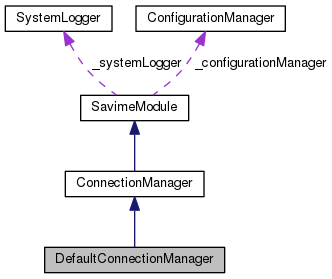 SystemLogger
ConfigurationManager
_systemLogger
_configurationManager
SavimeModule
ConnectionManager
DefaultConnectionManager